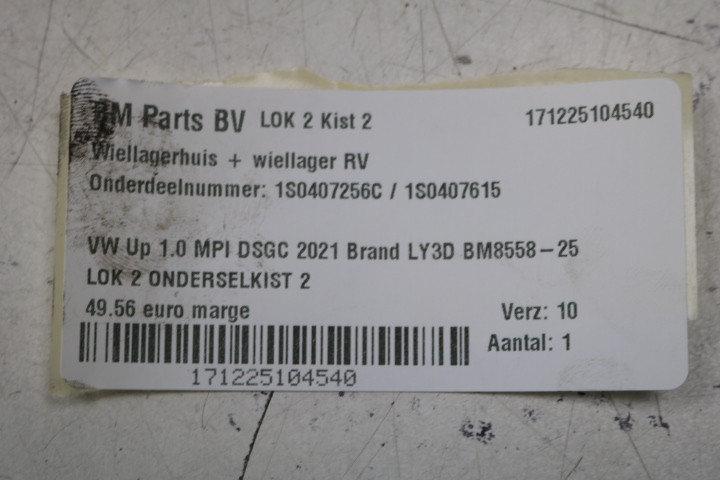 BM Parts BV LOK 2 Kist 2 171225104540
Wiellagerhuis + wiellager RV
Onderdeelnummer: 1S0407256C / 1S0407615
VW Up 1.0 MPI DSGC 2021 Brand LY3D BM8558-25
LOK 2 ONDERSELKIST 2
49.56 euro marge Verz: 10
Aantal: 1
171225104540